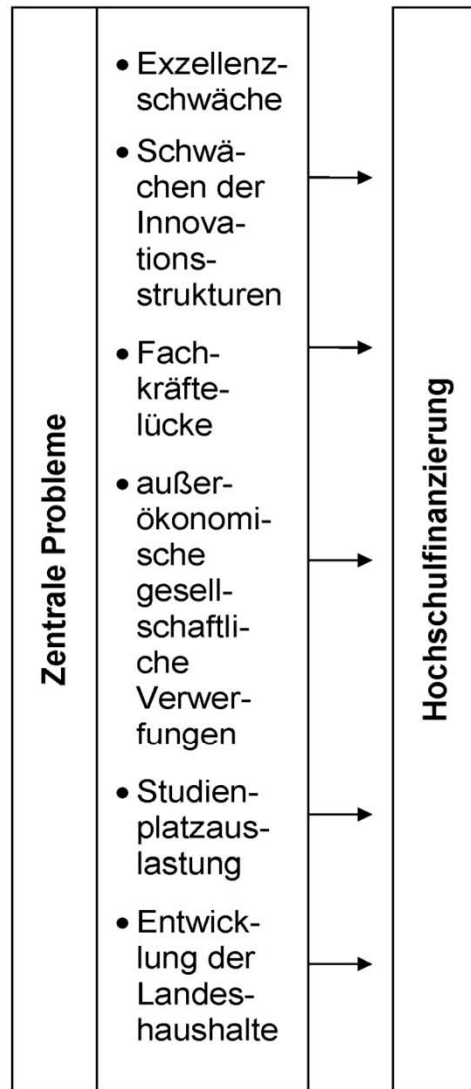 Zentrale Probleme
• Exzellenz-
schwäche
• Schwä-
chen der
Innova-
tions-
strukturen
• Fach-
kräfte-
lücke
• außer-
ökonomi-
sche
gesell-
schaftli-
che
Verwer-
fungen
• Studien-
platzaus-
lastung
• Entwick-
lung der
Landes-
haushalte
Hochschulfinanzierung